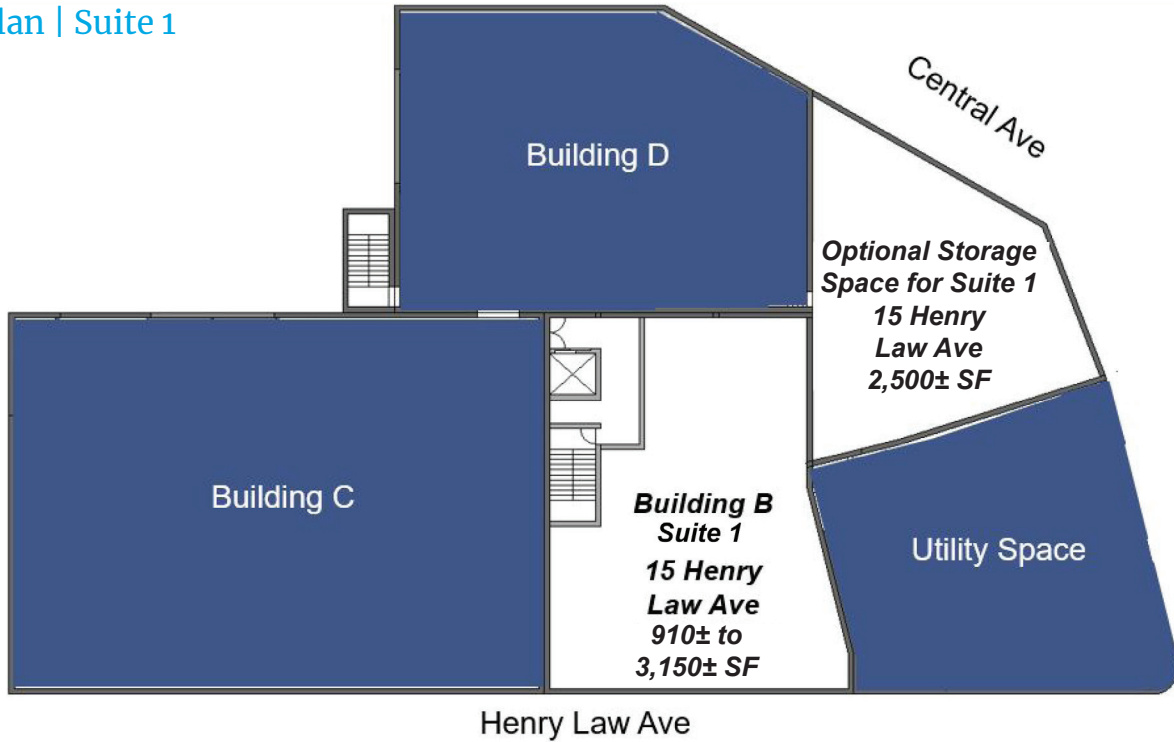 lan | Suite 1
Central Ave
Building D
Optional Storage
Space for Suite 1
15 Henry
Law Ave
2,500± SF
Building C
Building B
Suite 1
15 Henry
Law Ave
910± to
3,150± SF
Utility Space
Henry Law Ave